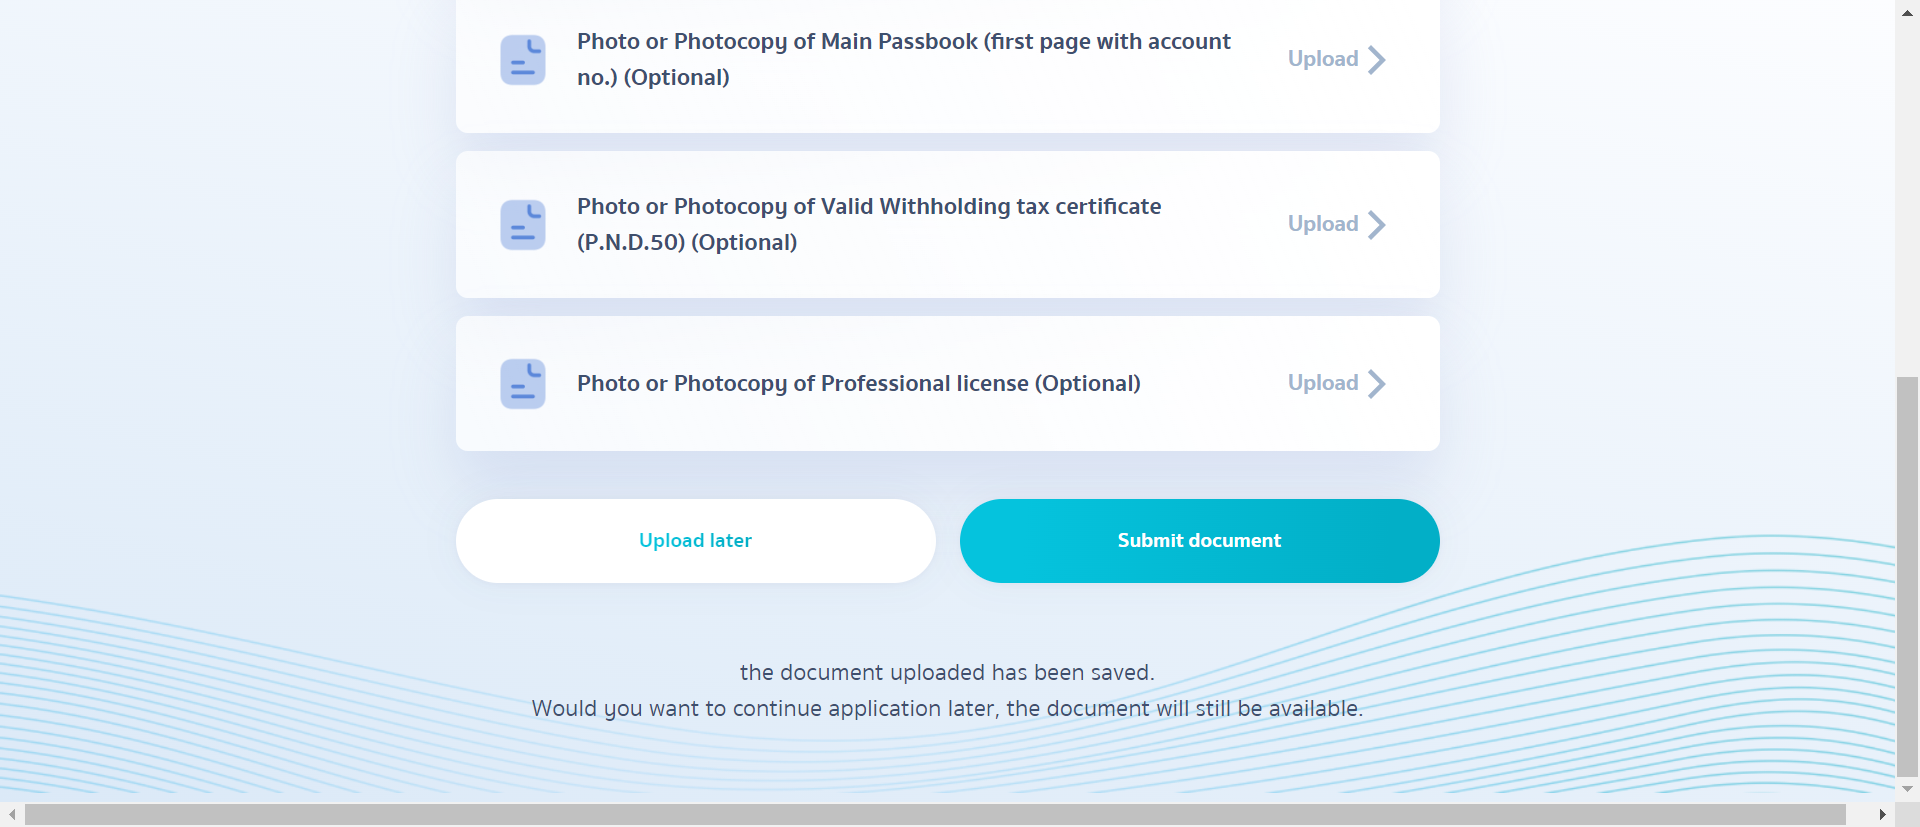 Photo or Photocopy of Main Passbook (first page with account
no.) (Optional)
Upload
Photo or Photocopy of Valid Withholding tax certificate
(P.N.D.50) (Optional)
Upload
Photo or Photocopy of Professional license (Optional)
Upload
Upload later
Submit document
the document uploaded has been saved.
Would you want to continue application later, the document will still be available.